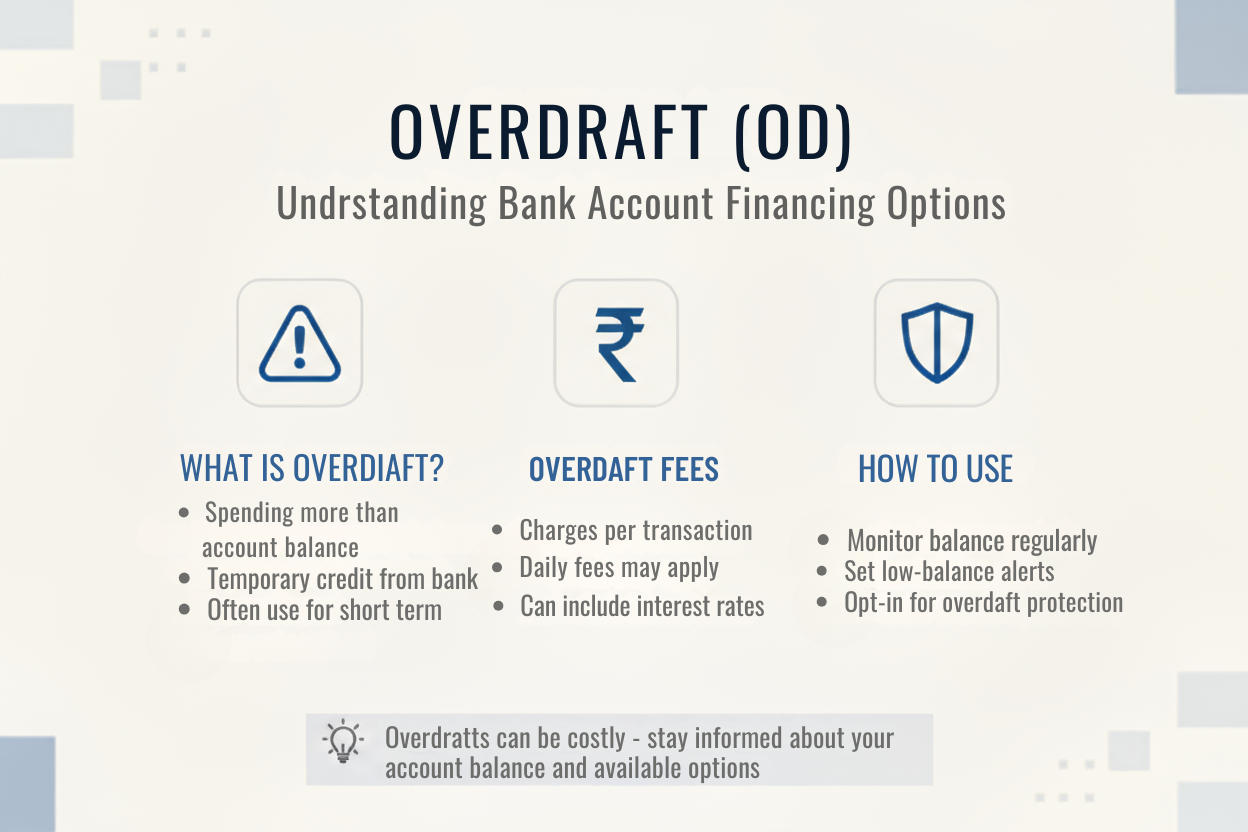 OVERDRAFT (OD)
Undrstanding Bank Account Financing Options
₹
WHAT IS OVERDIAFT?
• Spending more than
account balance
• Temporary credit from bank
• Often use for short term
OVERDAFT FEES
• Charges per transaction
• Daily fees may apply
• Can include interest rates
HOW TO USE
• Monitor balance regularly
• Set low-balance alerts
• Opt-in for overdaft protection
Overdratts can be costly - stay informed about your
account balance and available options